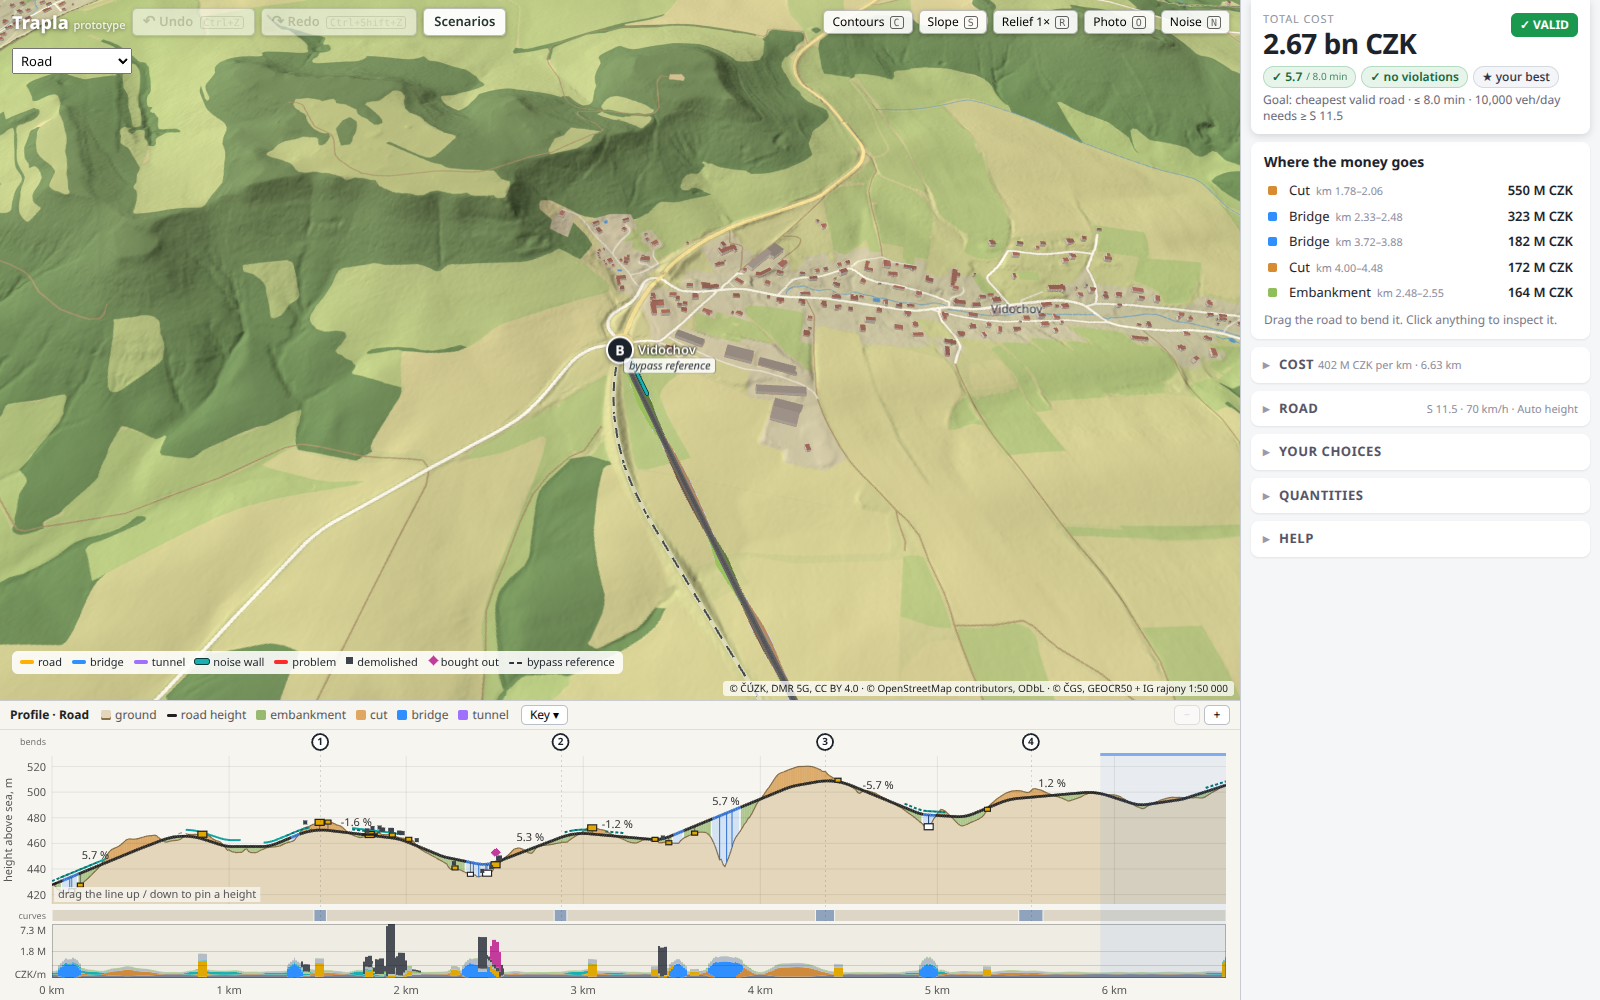 Trapla prototype
Undo Ctrl+Z
Redo Ctrl+Shift+Z
Scenarios
Contours C
Slope S
Relief 1× R
Photo O
Noise N
Road
Vidochov
B
Vidochov
bypass reference
road
bridge
tunnel
noise wall
problem
demolished
bought out
bypass reference
© ČÚZK, DMR 5G, CC BY 4.0 · © OpenStreetMap contributors, ODbL · © ČGS, GEOCR50 + IG rajony 1:50 000
TOTAL COST
2.67 bn CZK
✓ VALID
✓ 5.7 / 8.0 min
✓ no violations
★ your best
Goal: cheapest valid road · ≤ 8.0 min · 10,000 veh/day
needs ≥ S 11.5
Where the money goes
Cut km 1.78–2.06 550 M CZK
Bridge km 2.33–2.48 323 M CZK
Bridge km 3.72–3.88 182 M CZK
Cut km 4.00–4.48 172 M CZK
Embankment km 2.48–2.55 164 M CZK
Drag the road to bend it. Click anything to inspect it.
▸ COST 402 M CZK per km · 6.63 km
▸ ROAD S 11.5 · 70 km/h · Auto height
▸ YOUR CHOICES
▸ QUANTITIES
▸ HELP
Profile · Road
ground
road height
embankment
cut
bridge
tunnel
Key ▾
− +
bends
1 2 3 4
height above sea, m
520
500
480
460
440
420
5.7 %
-1.6 %
5.3 %
-1.2 %
5.7 %
-5.7 %
1.2 %
drag the line up / down to pin a height
curves
7.3 M
1.8 M
CZK/m
0 km 1 km 2 km 3 km 4 km 5 km 6 km